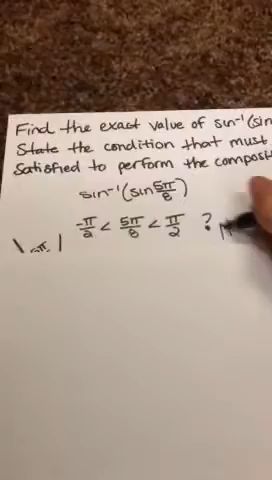 Find the exact value of sin⁻¹(sin
State the condition that must
satisfied to perform the
sin⁻¹(sin 5π/8)
-π/2 < 5π/8 < π/2 ?